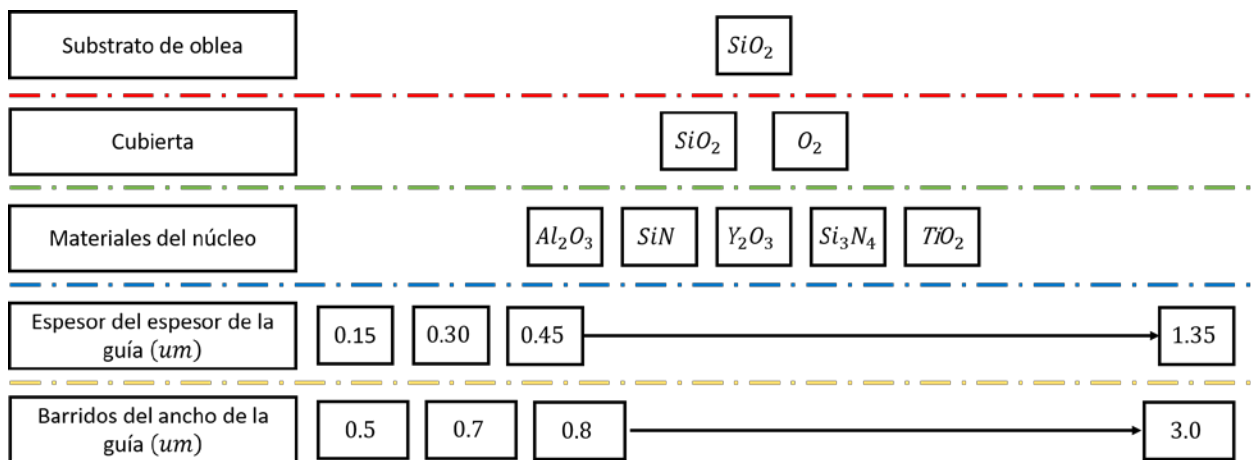 Substrato de oblea
SiO₂
Cubierta
SiO₂ O₂
Materiales del núcleo
Al₂O₃ SiN Y₂O₃ Si₃N₄ TiO₂
Espesor del espesor de la
guía (um)
0.15 0.30 0.45 1.35
Barridos del ancho de la
guía (um)
0.5 0.7 0.8 3.0